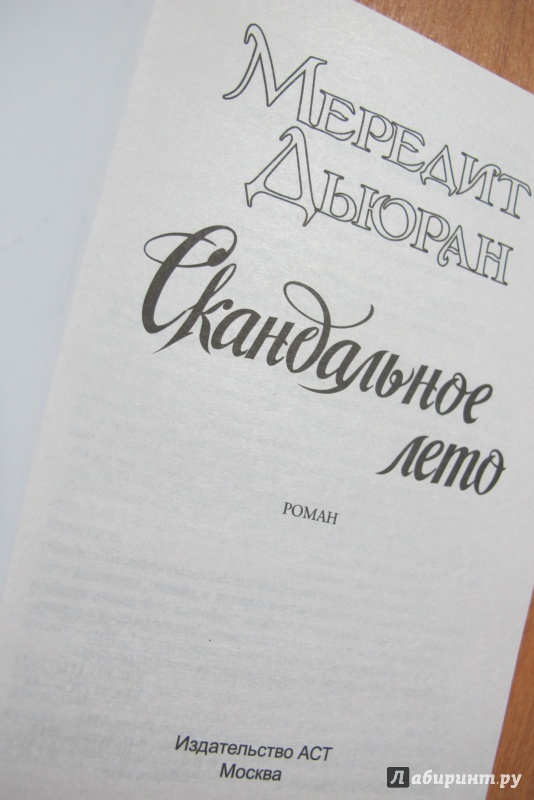 Мередит
Дьюран
Скандальное
лето
РОМАН
Издательство АСТ
Москва
Лабиринт.ру